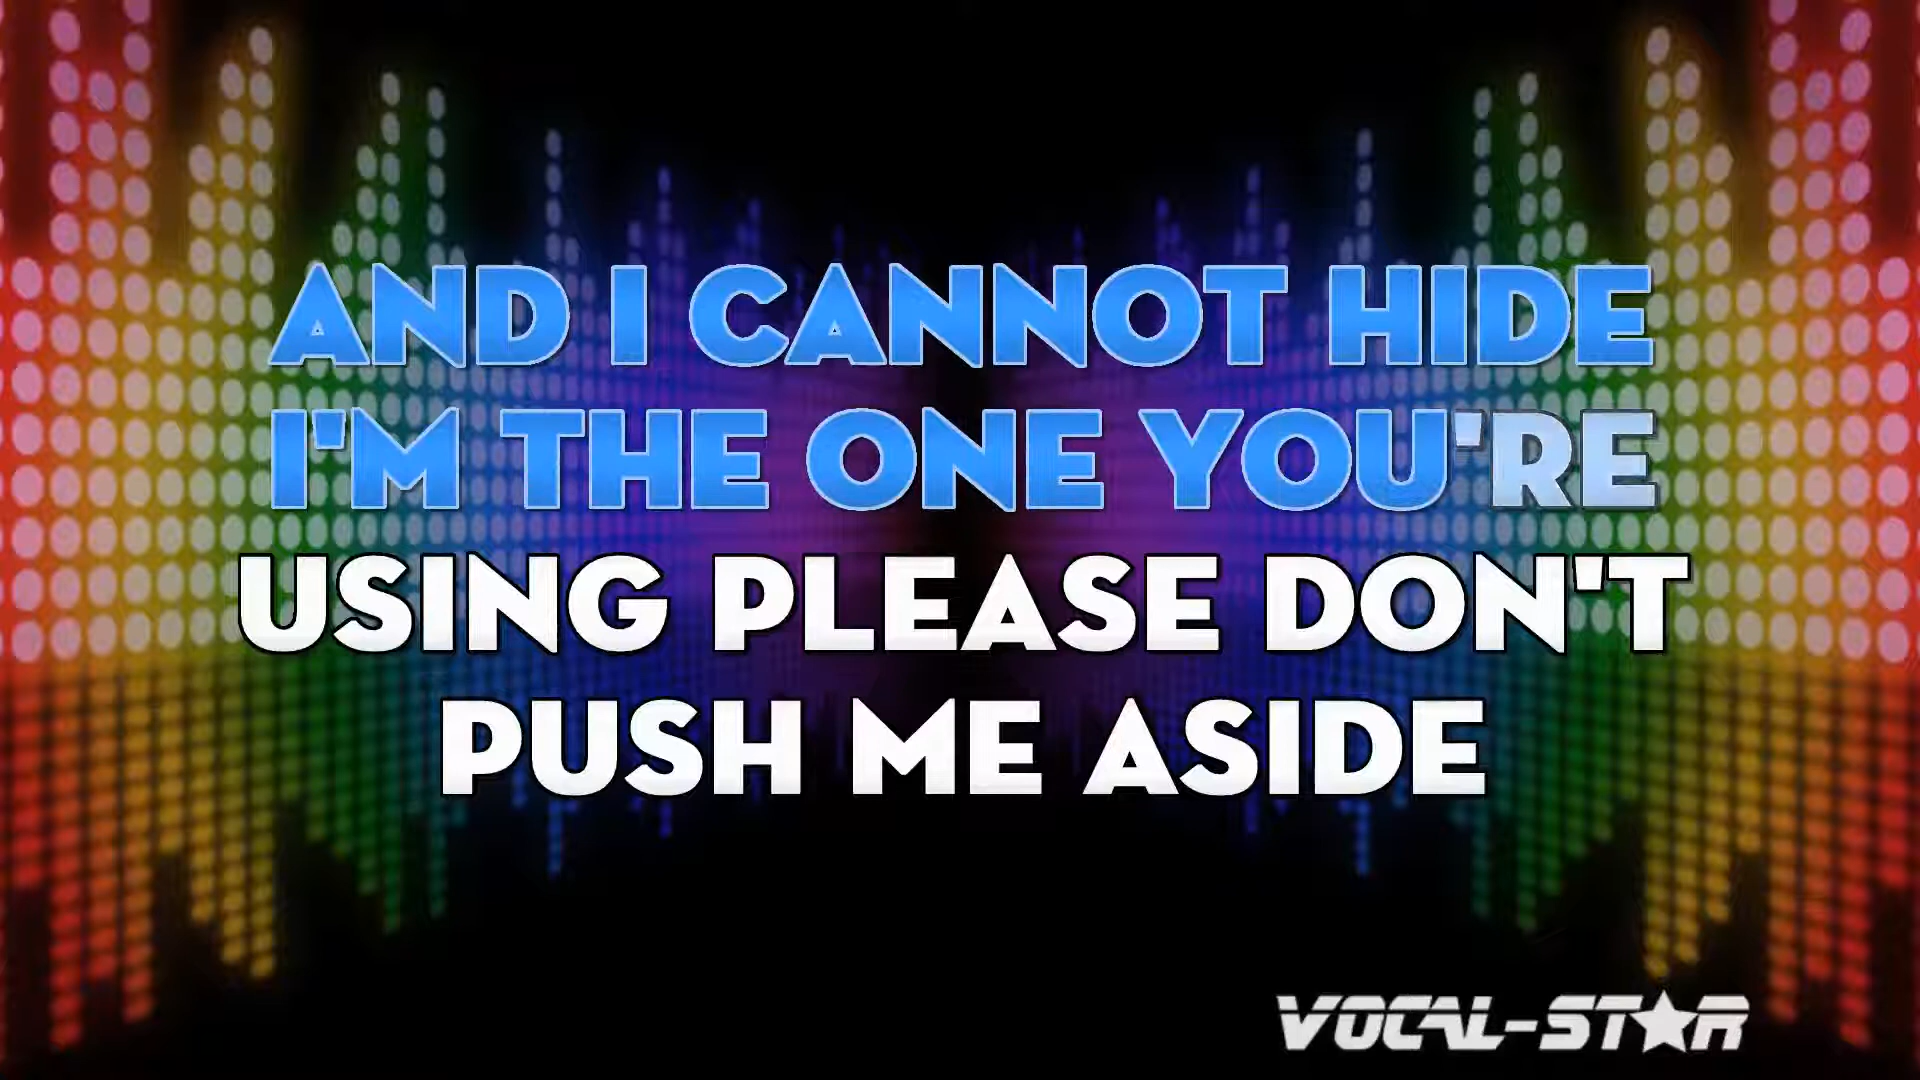 AND I CANNOT HIDE
I'M THE ONE YOU'RE
USING PLEASE DON'T
PUSH ME ASIDE
VOCAL-STAR